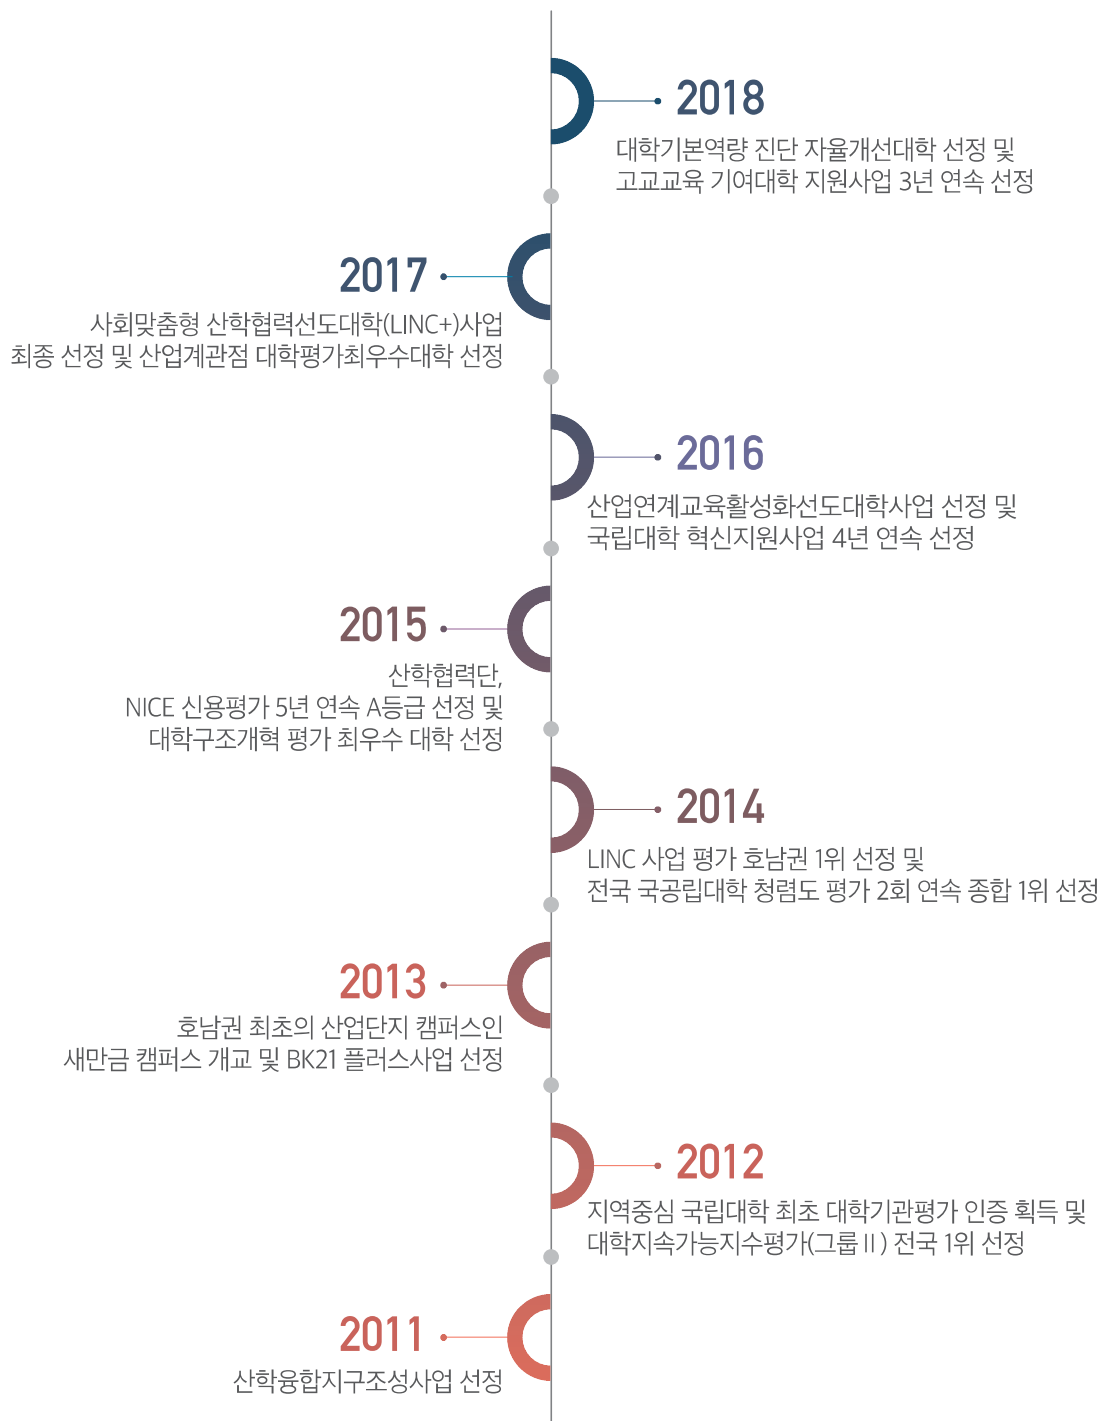 2018
대학기본역량 진단 자율개선대학 선정 및
고교교육 기여대학 지원사업 3년 연속 선정
2017
사회맞춤형 산학협력선도대학(LINC+)사업
최종 선정 및 산업계관점 대학평가최우수대학 선정
2016
산업연계교육활성화선도대학사업 선정 및
국립대학 혁신지원사업 4년 연속 선정
2015
산학협력단,
NICE 신용평가 5년 연속 A등급 선정 및
대학구조개혁 평가 최우수 대학 선정
2014
LINC 사업 평가 호남권 1위 선정 및
전국 국공립대학 청렴도 평가 2회 연속 종합 1위 선정
2013
호남권 최초의 산업단지 캠퍼스인
새만금 캠퍼스 개교 및 BK21 플러스사업 선정
2012
지역중심 국립대학 최초 대학기관평가 인증 획득 및
대학지속가능지수평가(그룹Ⅱ) 전국 1위 선정
2011
산학융합지구조성사업 선정